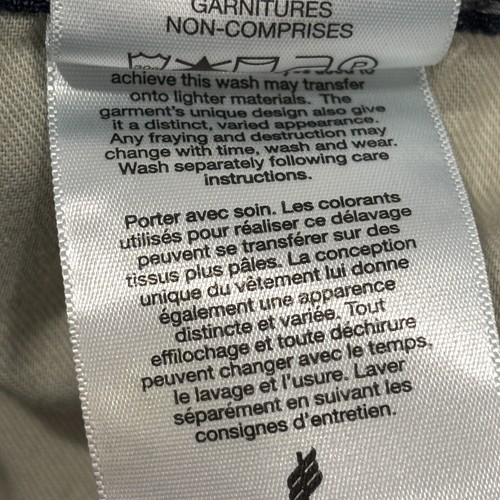 GARNITURES
NON-COMPRISES
achieve this wash may transfer
onto lighter materials. The
garment's unique design also give
it a distinct, varied appearance.
Any fraying and destruction may
change with time, wash and wear.
Wash separately following care
instructions.
Porter avec soin. Les colorants
utilisés pour réaliser ce délavage
peuvent se transférer sur des
tissus plus pâles. La conception
unique du vêtement lui donne
également une apparence
distincte et variée. Tout
effilochage et toute déchirure
peuvent changer avec le temps,
le lavage et l'usure. Laver
séparément en suivant les
consignes d'entretien.